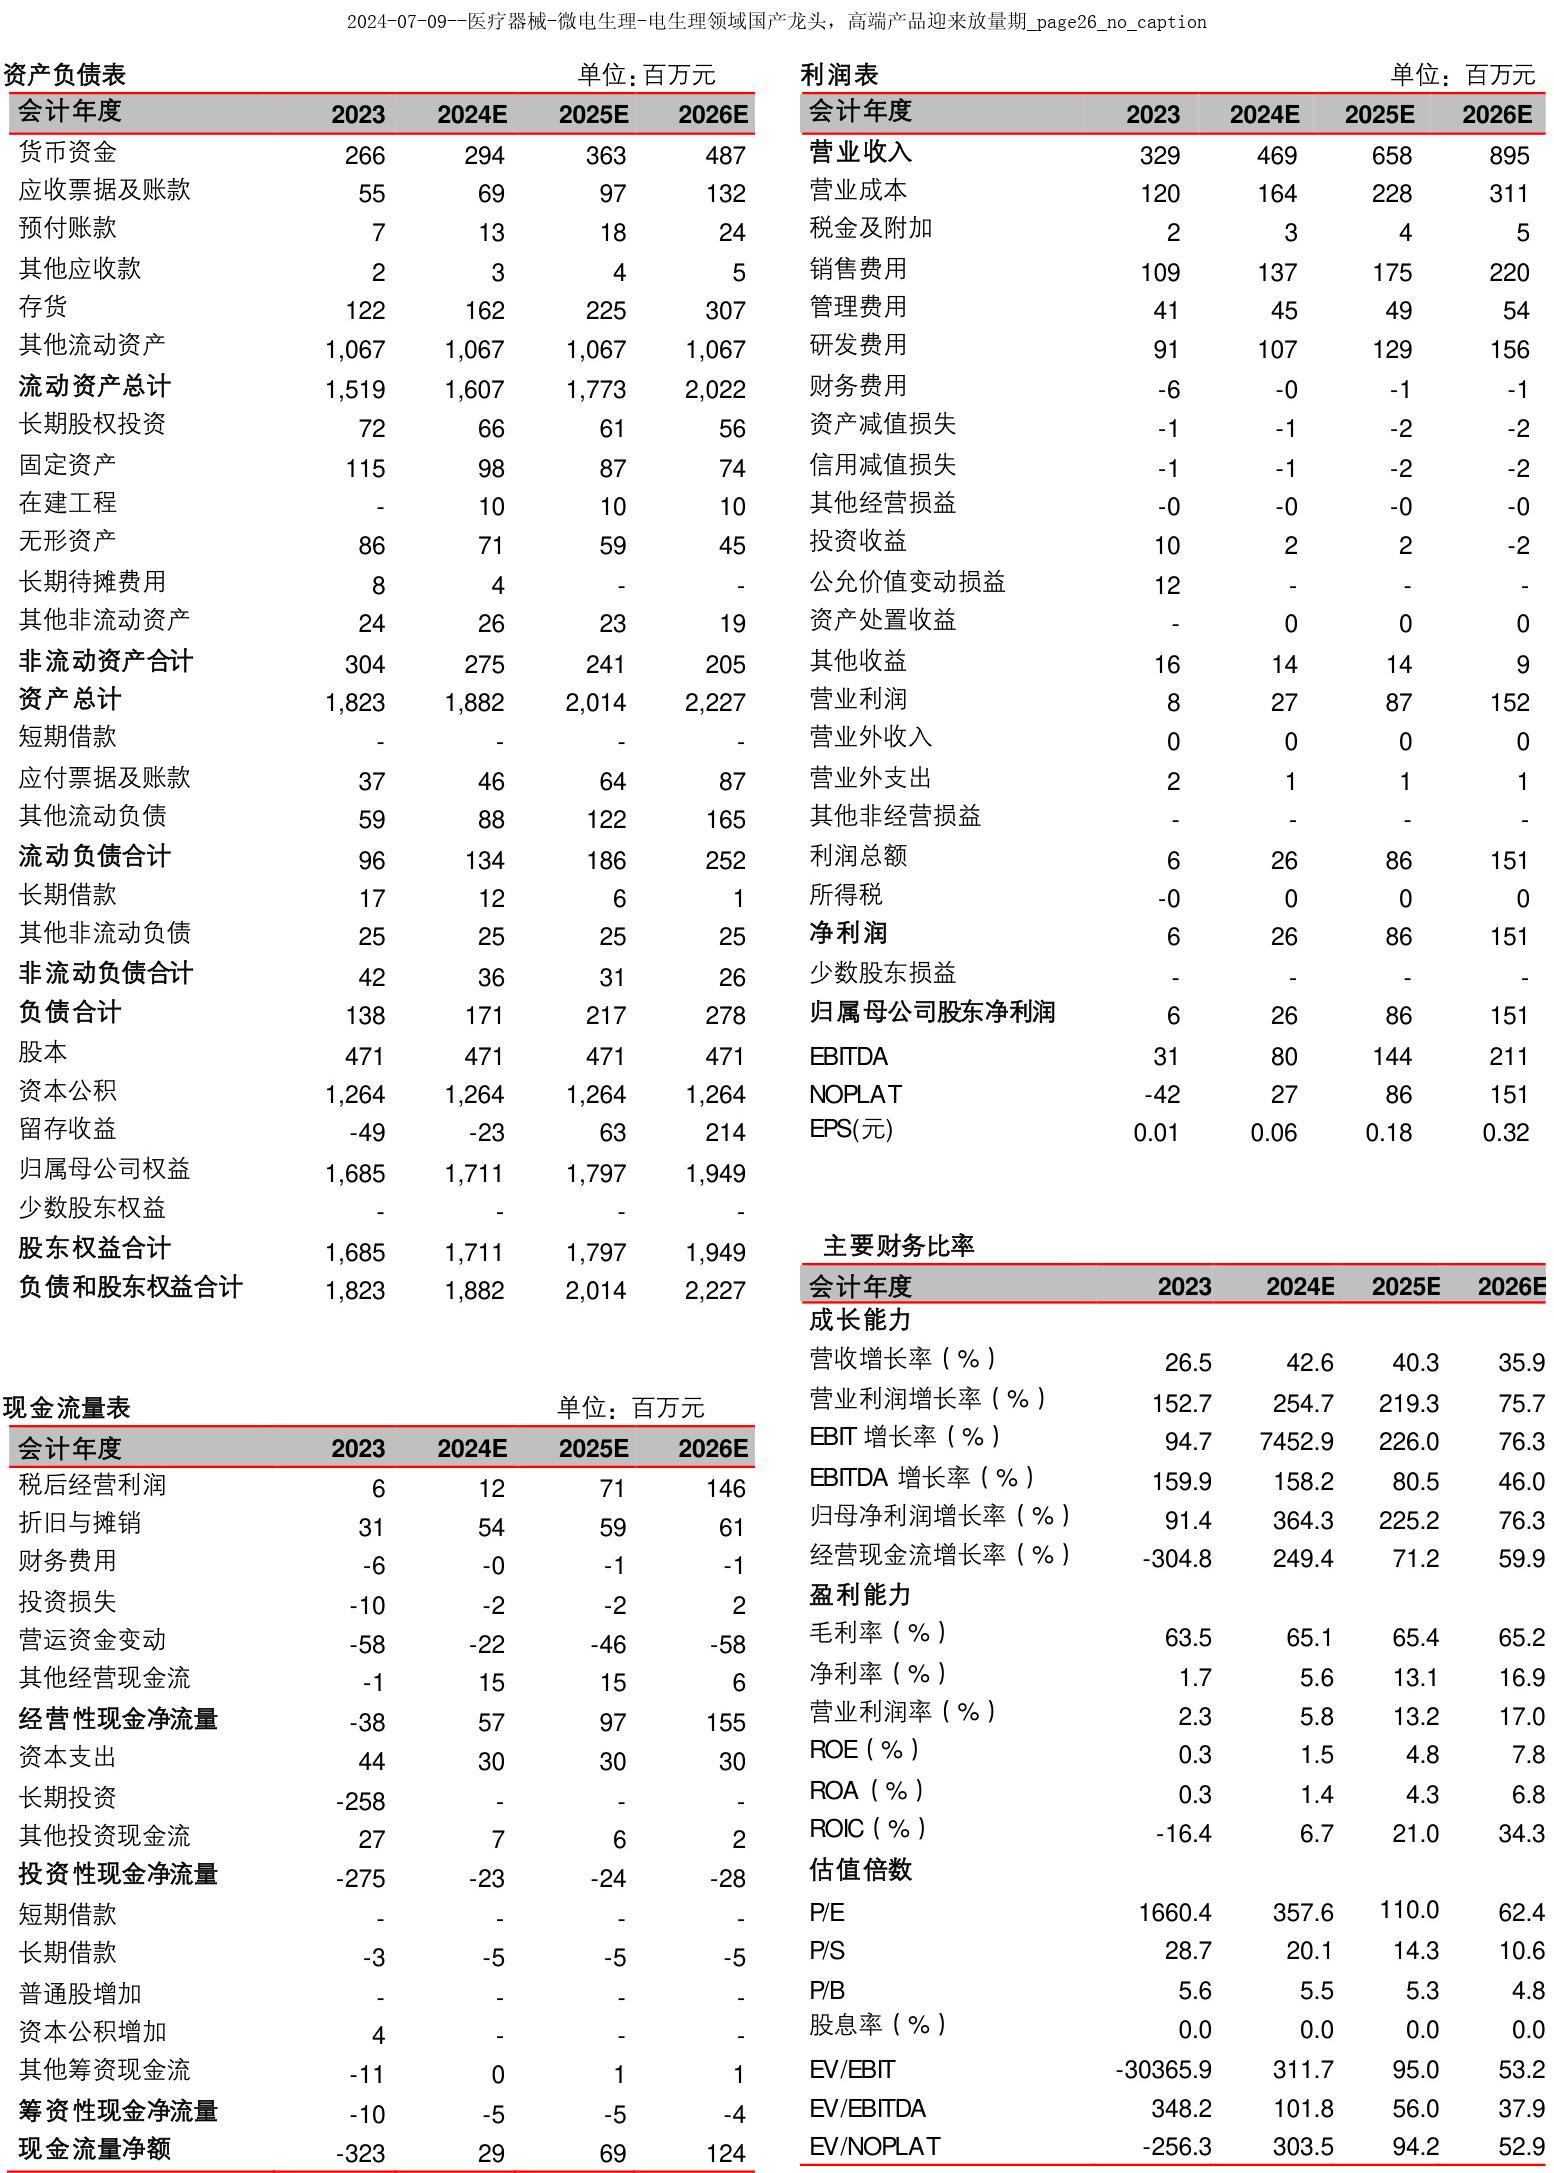 2024-07-09--医疗器械-微电生理-电生理领域国产龙头，高端产品迎来放量期_page26_no_caption
资产负债表 单位：百万元
会计年度 2023 2024E 2025E 2026E
货币资金 266 294 363 487
应收票据及账款 55 69 97 132
预付账款 7 13 18 24
其他应收款 2 3 4 5
存货 122 162 225 307
其他流动资产 1,067 1,067 1,067 1,067
流动资产总计 1,519 1,607 1,773 2,022
长期股权投资 72 66 61 56
固定资产 115 98 87 74
在建工程 - 10 10 10
无形资产 86 71 59 45
长期待摊费用 8 4 - -
其他非流动资产 24 26 23 19
非流动资产合计 304 275 241 205
资产总计 1,823 1,882 2,014 2,227
短期借款 - - - -
应付票据及账款 37 46 64 87
其他流动负债 59 88 122 165
流动负债合计 96 134 186 252
长期借款 17 12 6 1
其他非流动负债 25 25 25 25
非流动负债合计 42 36 31 26
负债合计 138 171 217 278
股本 471 471 471 471
资本公积 1,264 1,264 1,264 1,264
留存收益 -49 -23 63 214
归属母公司权益 1,685 1,711 1,797 1,949
少数股东权益 - - - -
股东权益合计 1,685 1,711 1,797 1,949
负债和股东权益合计 1,823 1,882 2,014 2,227
现金流量表 单位：百万元
会计年度 2023 2024E 2025E 2026E
税后经营利润 6 12 71 146
折旧与摊销 31 54 59 61
财务费用 -6 -0 -1 -1
投资损失 -10 -2 -2 2
营运资金变动 -58 -22 -46 -58
其他经营现金流 -1 15 15 6
经营性现金净流量 -38 57 97 155
资本支出 44 30 30 30
长期投资 -258 - - -
其他投资现金流 27 7 6 2
投资性现金净流量 -275 -23 -24 -28
短期借款 - - - -
长期借款 -3 -5 -5 -5
普通股增加 - - - -
资本公积增加 4 - - -
其他筹资现金流 -11 0 1 1
筹资性现金净流量 -10 -5 -5 -4
现金流量净额 -323 29 69 124
利润表 单位：百万元
会计年度 2023 2024E 2025E 2026E
营业收入 329 469 658 895
营业成本 120 164 228 311
税金及附加 2 3 4 5
销售费用 109 137 175 220
管理费用 41 45 49 54
研发费用 91 107 129 156
财务费用 -6 -0 -1 -1
资产减值损失 -1 -1 -2 -2
信用减值损失 -1 -1 -2 -2
其他经营损益 -0 -0 -0 -0
投资收益 10 2 2 -2
公允价值变动损益 12 - - -
资产处置收益 - 0 0 0
其他收益 16 14 14 9
营业利润 8 27 87 152
营业外收入 0 0 0 0
营业外支出 2 1 1 1
其他非经营损益 - - - -
利润总额 6 26 86 151
所得税 -0 0 0 0
净利润 6 26 86 151
少数股东损益 - - - -
归属母公司股东净利润 6 26 86 151
EBITDA 31 80 144 211
NOPLAT -42 27 86 151
EPS(元) 0.01 0.06 0.18 0.32
主要财务比率
会计年度 2023 2024E 2025E 2026E
成长能力
营收增长率（%） 26.5 42.6 40.3 35.9
营业利润增长率（%） 152.7 254.7 219.3 75.7
EBIT 增长率（%） 94.7 7452.9 226.0 76.3
EBITDA 增长率（%） 159.9 158.2 80.5 46.0
归母净利润增长率（%） 91.4 364.3 225.2 76.3
经营现金流增长率（%） -304.8 249.4 71.2 59.9
盈利能力
毛利率（%） 63.5 65.1 65.4 65.2
净利率（%） 1.7 5.6 13.1 16.9
营业利润率（%） 2.3 5.8 13.2 17.0
ROE（%） 0.3 1.5 4.8 7.8
ROA（%） 0.3 1.4 4.3 6.8
ROIC（%） -16.4 6.7 21.0 34.3
估值倍数
P/E 1660.4 357.6 110.0 62.4
P/S 28.7 20.1 14.3 10.6
P/B 5.6 5.5 5.3 4.8
股息率（%） 0.0 0.0 0.0 0.0
EV/EBIT -30365.9 311.7 95.0 53.2
EV/EBITDA 348.2 101.8 56.0 37.9
EV/NOPLAT -256.3 303.5 94.2 52.9